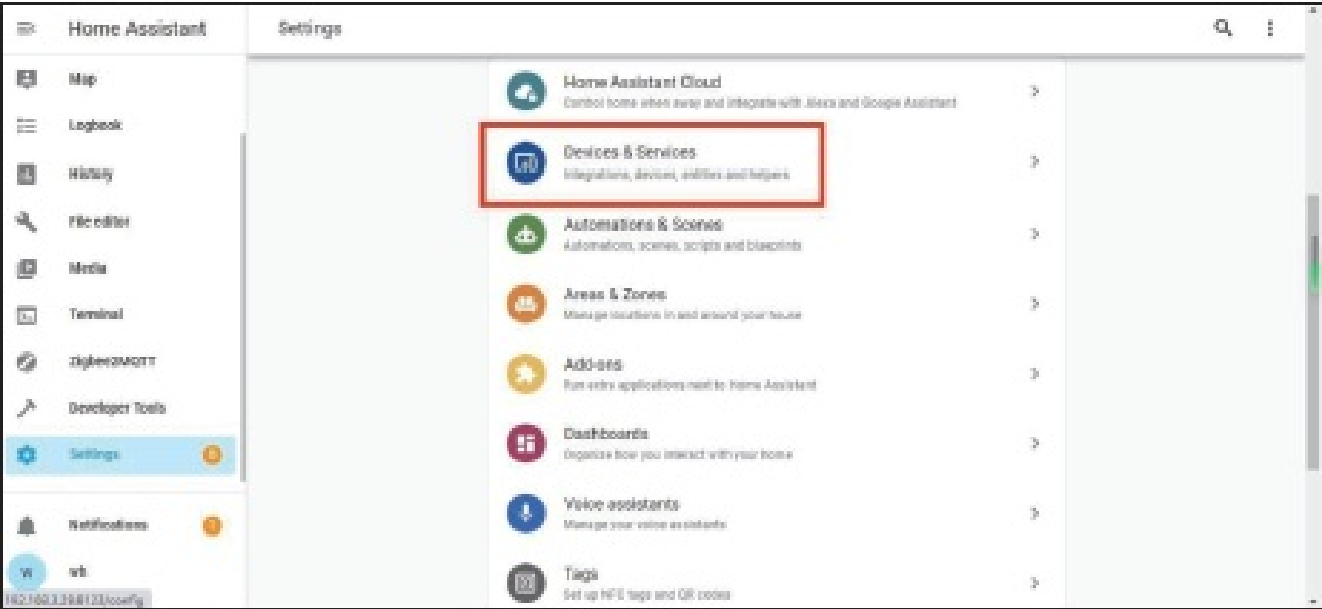 Home Assistant
Settings
Map
Logbook
History
File editor
Media
Terminal
Zigbee2MQTT
Developer Tools
Settings
Notifications
W
wh
Home Assistant Cloud
Control home when away and integrate with Alexa and Google Assistant
Devices & Services
Integrations, devices, entities and helpers
Automations & Scenes
Automations, scenes, scripts and blueprints
Areas & Zones
Manage locations in and around your house
Add-ons
Run extra applications next to Home Assistant
Dashboards
Organize how you interact with your home
Voice assistants
Manage your voice assistants
Tags
Set up NFC tags and QR codes